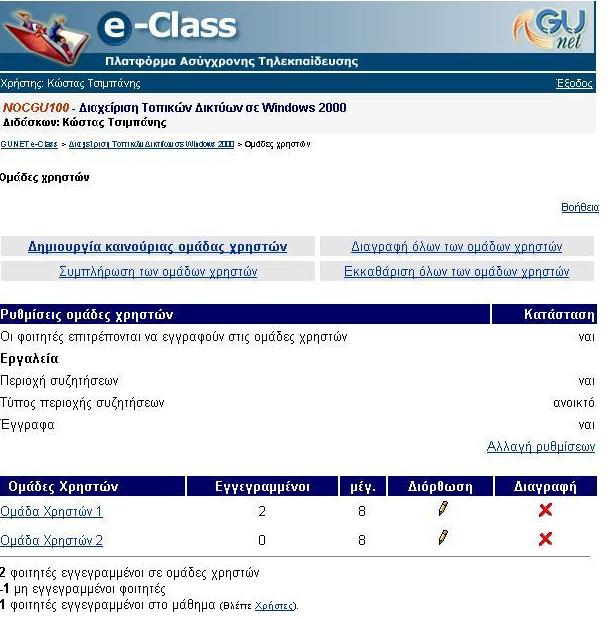 e-Class
GUnet
Πλατφόρμα Ασύγχρονης Τηλεκπαίδευσης
Χρήστης: Κώστας Τσιμπάνης Έξοδος
NOCGU100 - Διαχείριση Τοπικών Δικτύων σε Windows 2000
Διδάσκων: Κώστας Τσιμπάνης
GUNET e-Class > Διαχείριση Τοπικών Δικτύων σε Windows 2000 > Ομάδες χρηστών
Ομάδες χρηστών
Βοήθεια
Δημιουργία καινούριας ομάδας χρηστών Διαγραφή όλων των ομάδων χρηστών
Συμπλήρωση των ομάδων χρηστών Εκκαθάριση όλων των ομάδων χρηστών
Ρυθμίσεις ομάδες χρηστών Κατάσταση
Οι φοιτητές επιτρέπονται να εγγραφούν στις ομάδες χρηστών ναι
Εργαλεία
Περιοχή συζητήσεων ναι
Τύπος περιοχής συζητήσεων ανοικτό
Έγγραφα ναι
Αλλαγή ρυθμίσεων
Ομάδες Χρηστών Εγγεγραμμένοι μέγ. Διόρθωση Διαγραφή
Ομάδα Χρηστών 1 2 8
Ομάδα Χρηστών 2 0 8
2 φοιτητές εγγεγραμμένοι σε ομάδες χρηστών
-1 μη εγγεγραμμένοι φοιτητές
1 φοιτητές εγγεγραμμένοι στο μάθημα (Βλέπε Χρήστες).